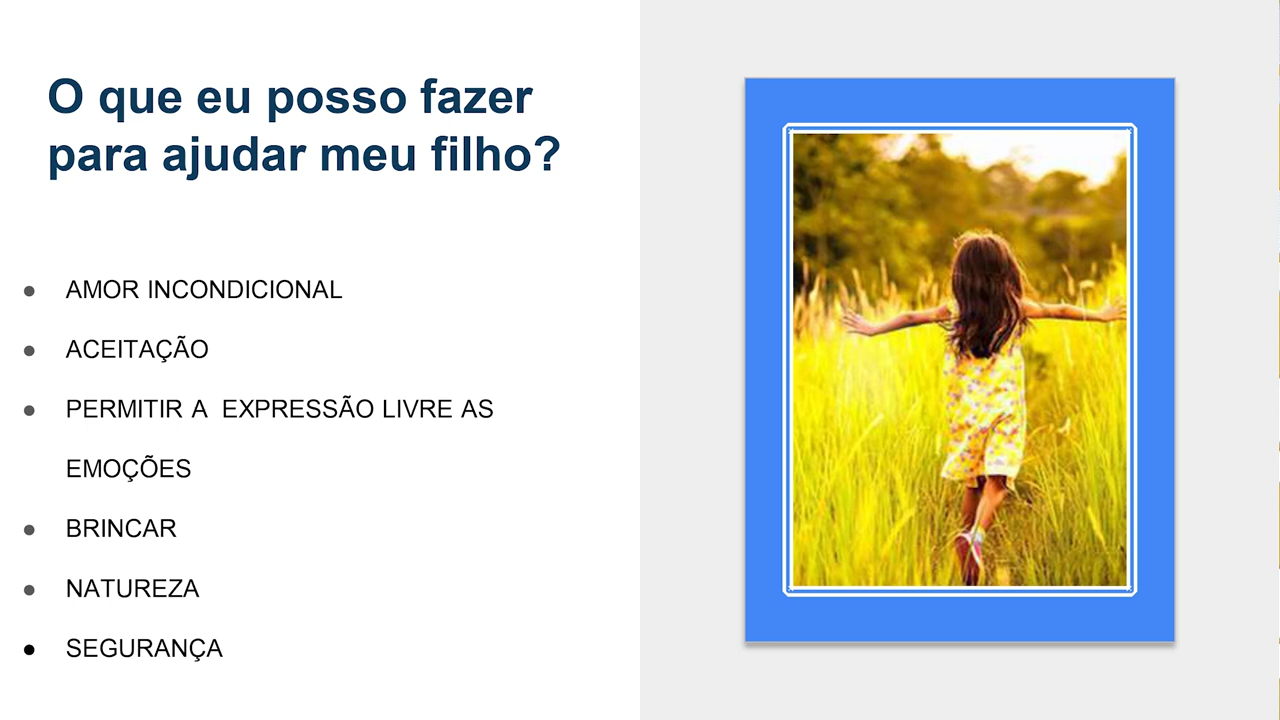 O que eu posso fazer
para ajudar meu filho?
● AMOR INCONDICIONAL
● ACEITAÇÃO
● PERMITIR A  EXPRESSÃO LIVRE AS
EMOÇÕES
● BRINCAR
● NATUREZA
● SEGURANÇA